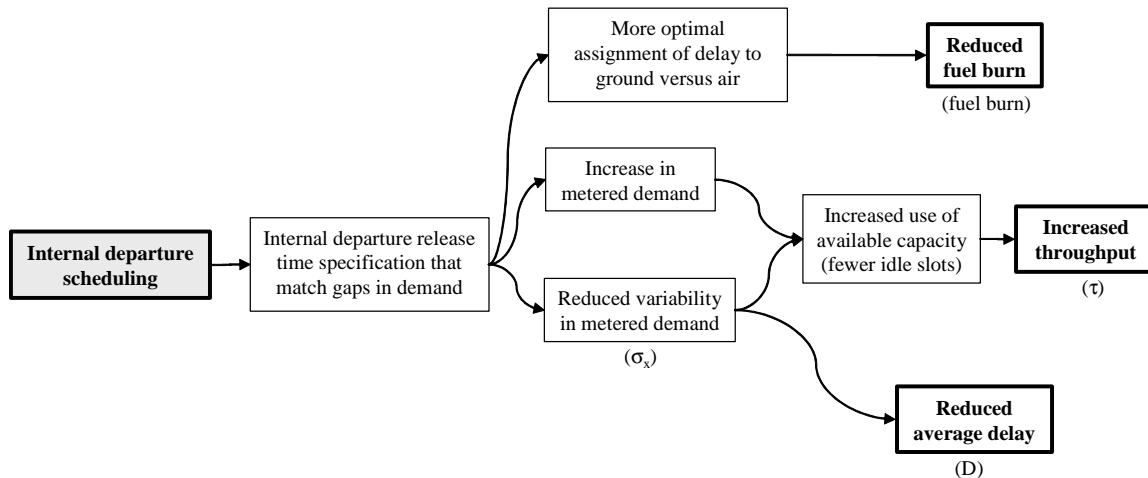 More optimal
assignment of delay to
ground versus air
Reduced
fuel burn
(fuel burn)
Increase in
metered demand
Internal departure
scheduling
Internal departure release
time specification that
match gaps in demand
Increased use of
available capacity
(fewer idle slots)
Increased
throughput
(τ)
Reduced variability
in metered demand
(σx)
Reduced
average delay
(D)